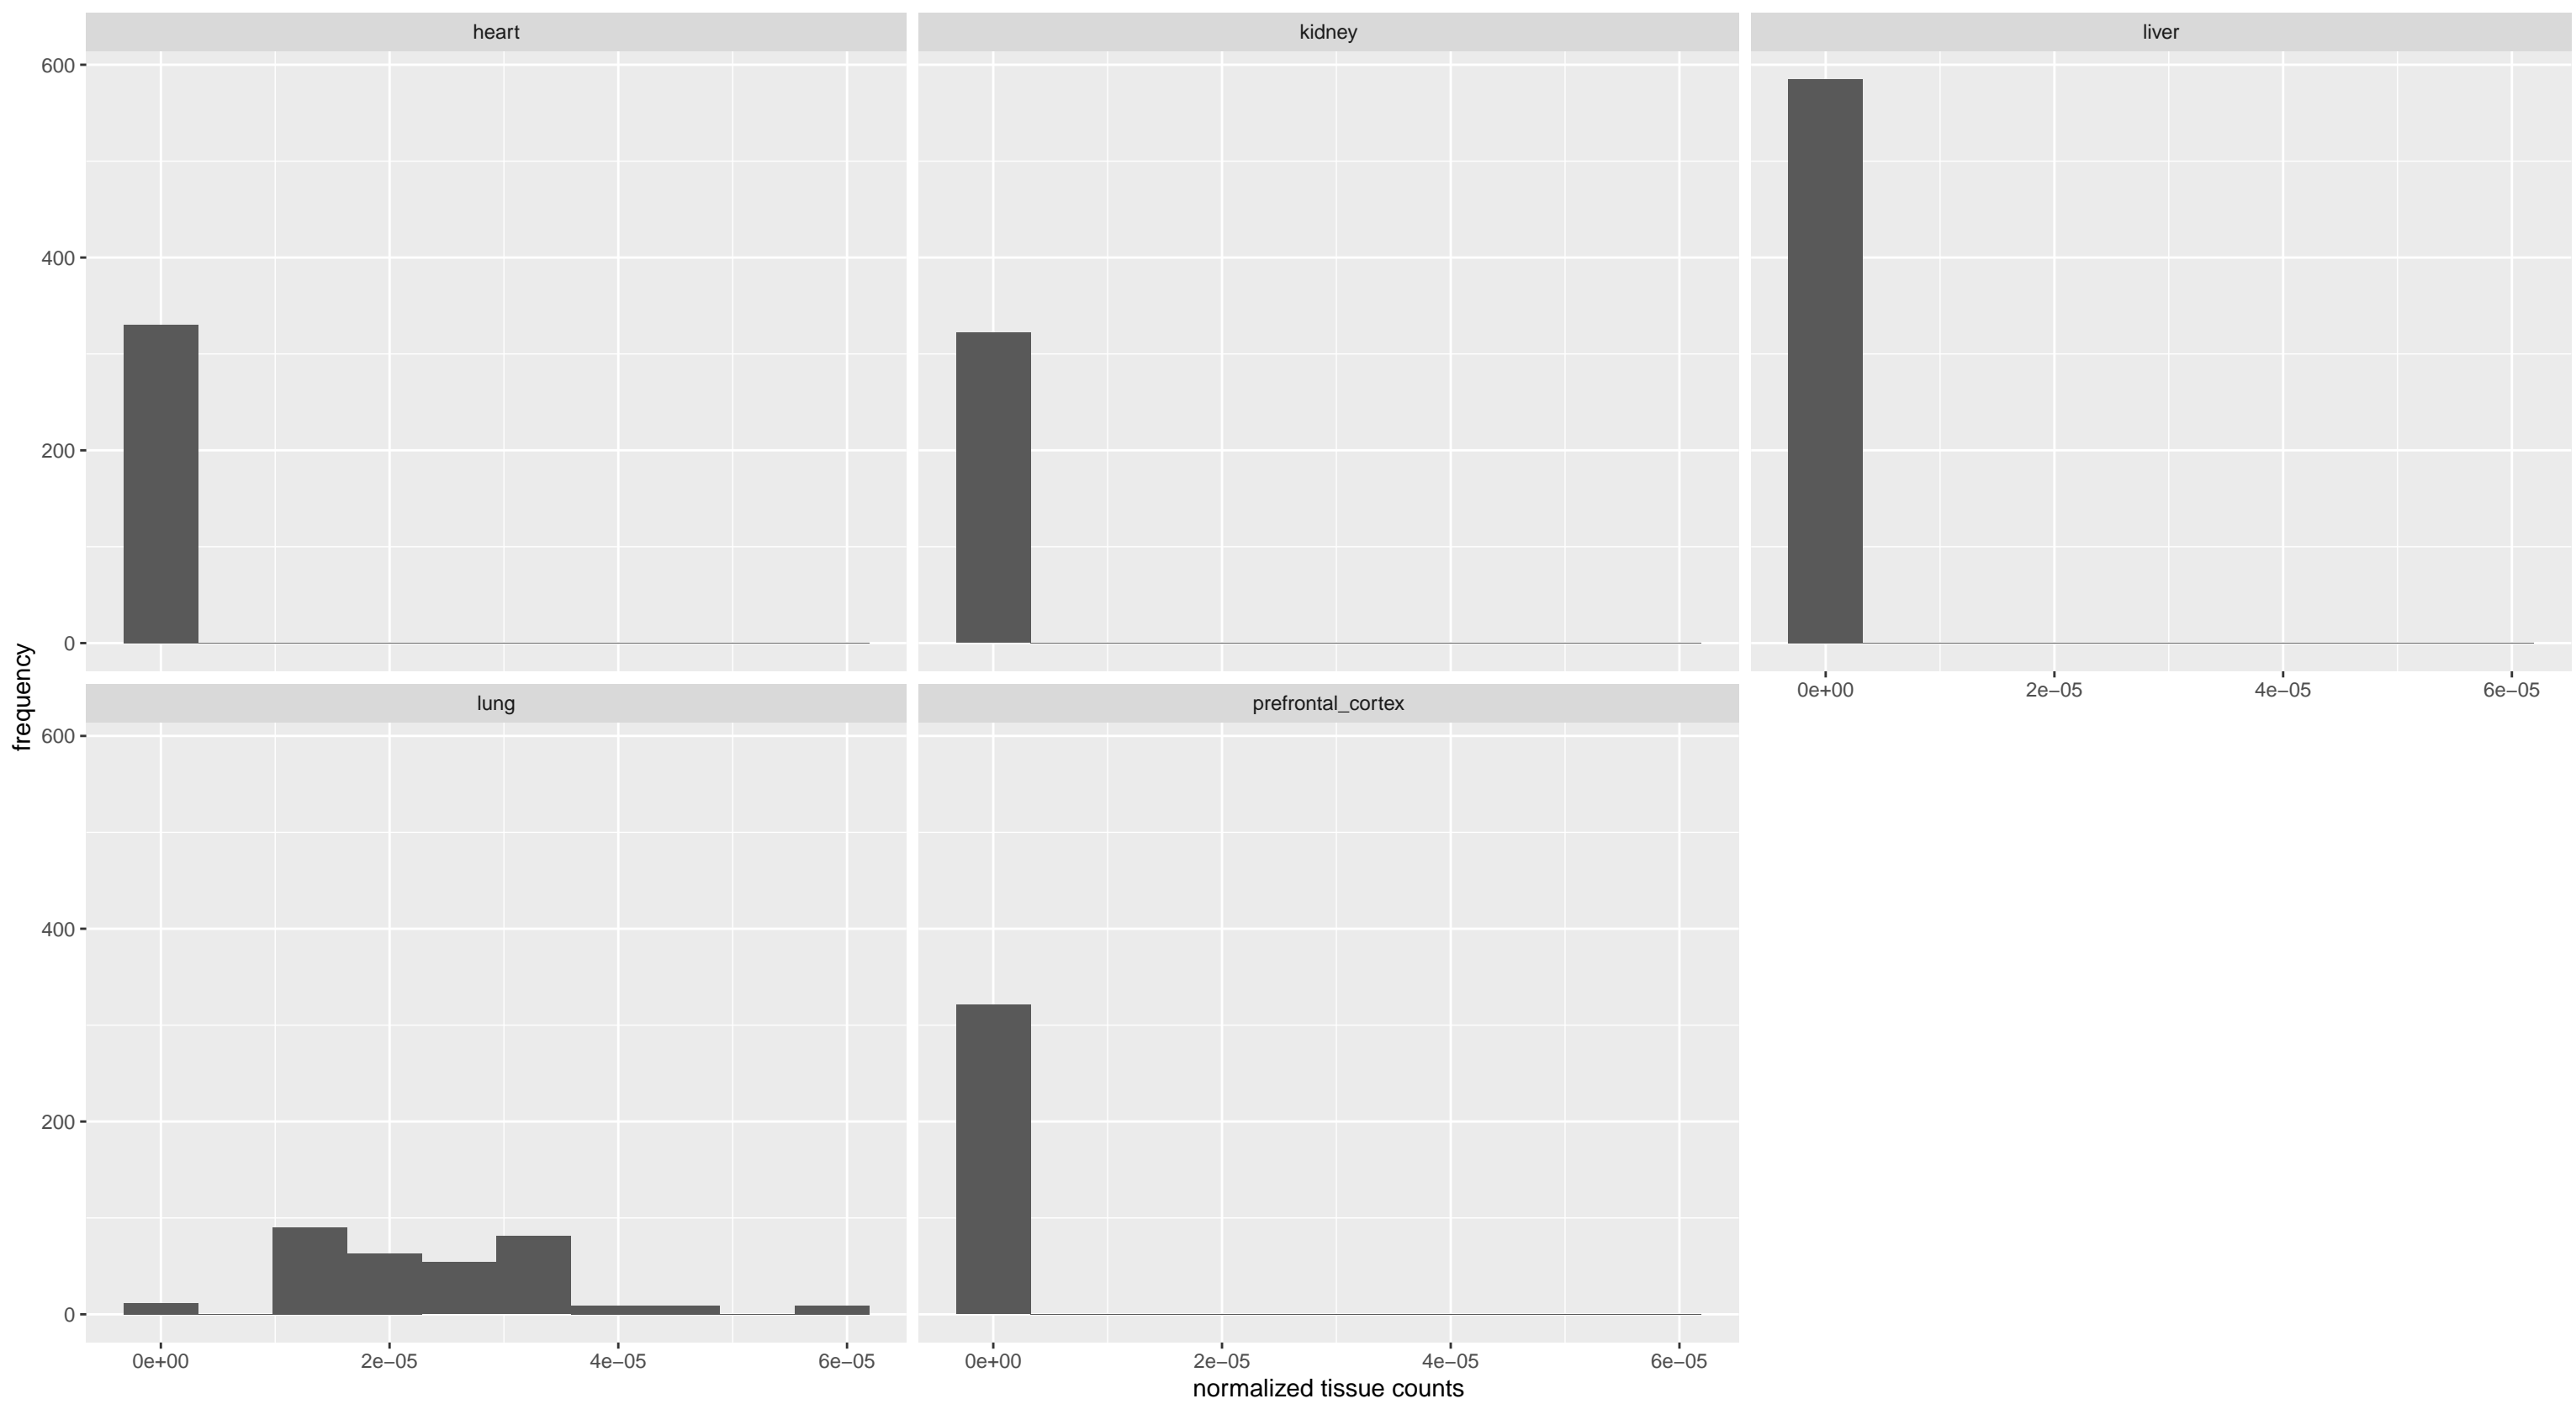 heart
kidney
liver
600
400
200
0
0e+00 2e−05 4e−05 6e−05
frequency
lung
prefrontal_cortex
600
400
200
0
0e+00 2e−05 4e−05 6e−05
0e+00 2e−05 4e−05 6e−05
normalized tissue counts